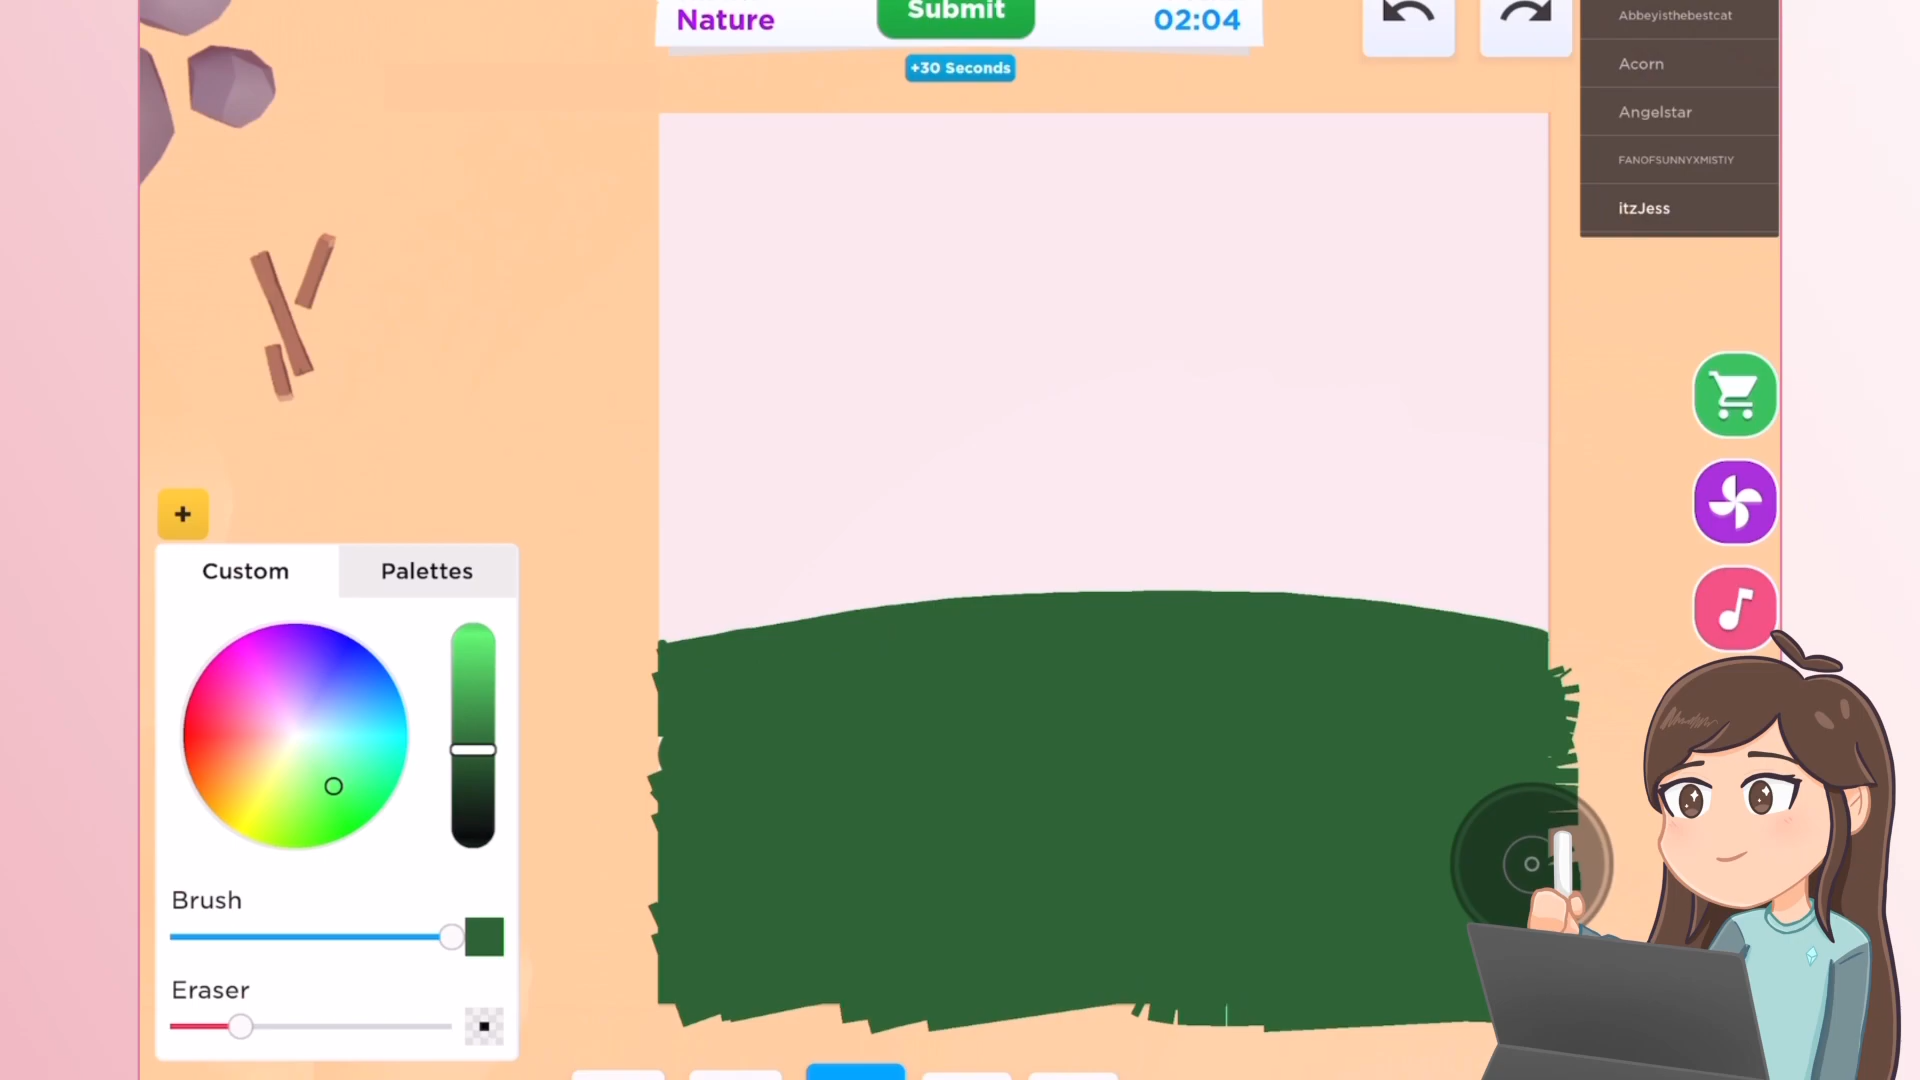 Nature
Submit
02:04
+30 Seconds
Abbeyisthebestcat
Acorn
Angelstar
FANOFSUNNYXMISTIY
itzJess
+
Custom
Palettes
Brush
Eraser